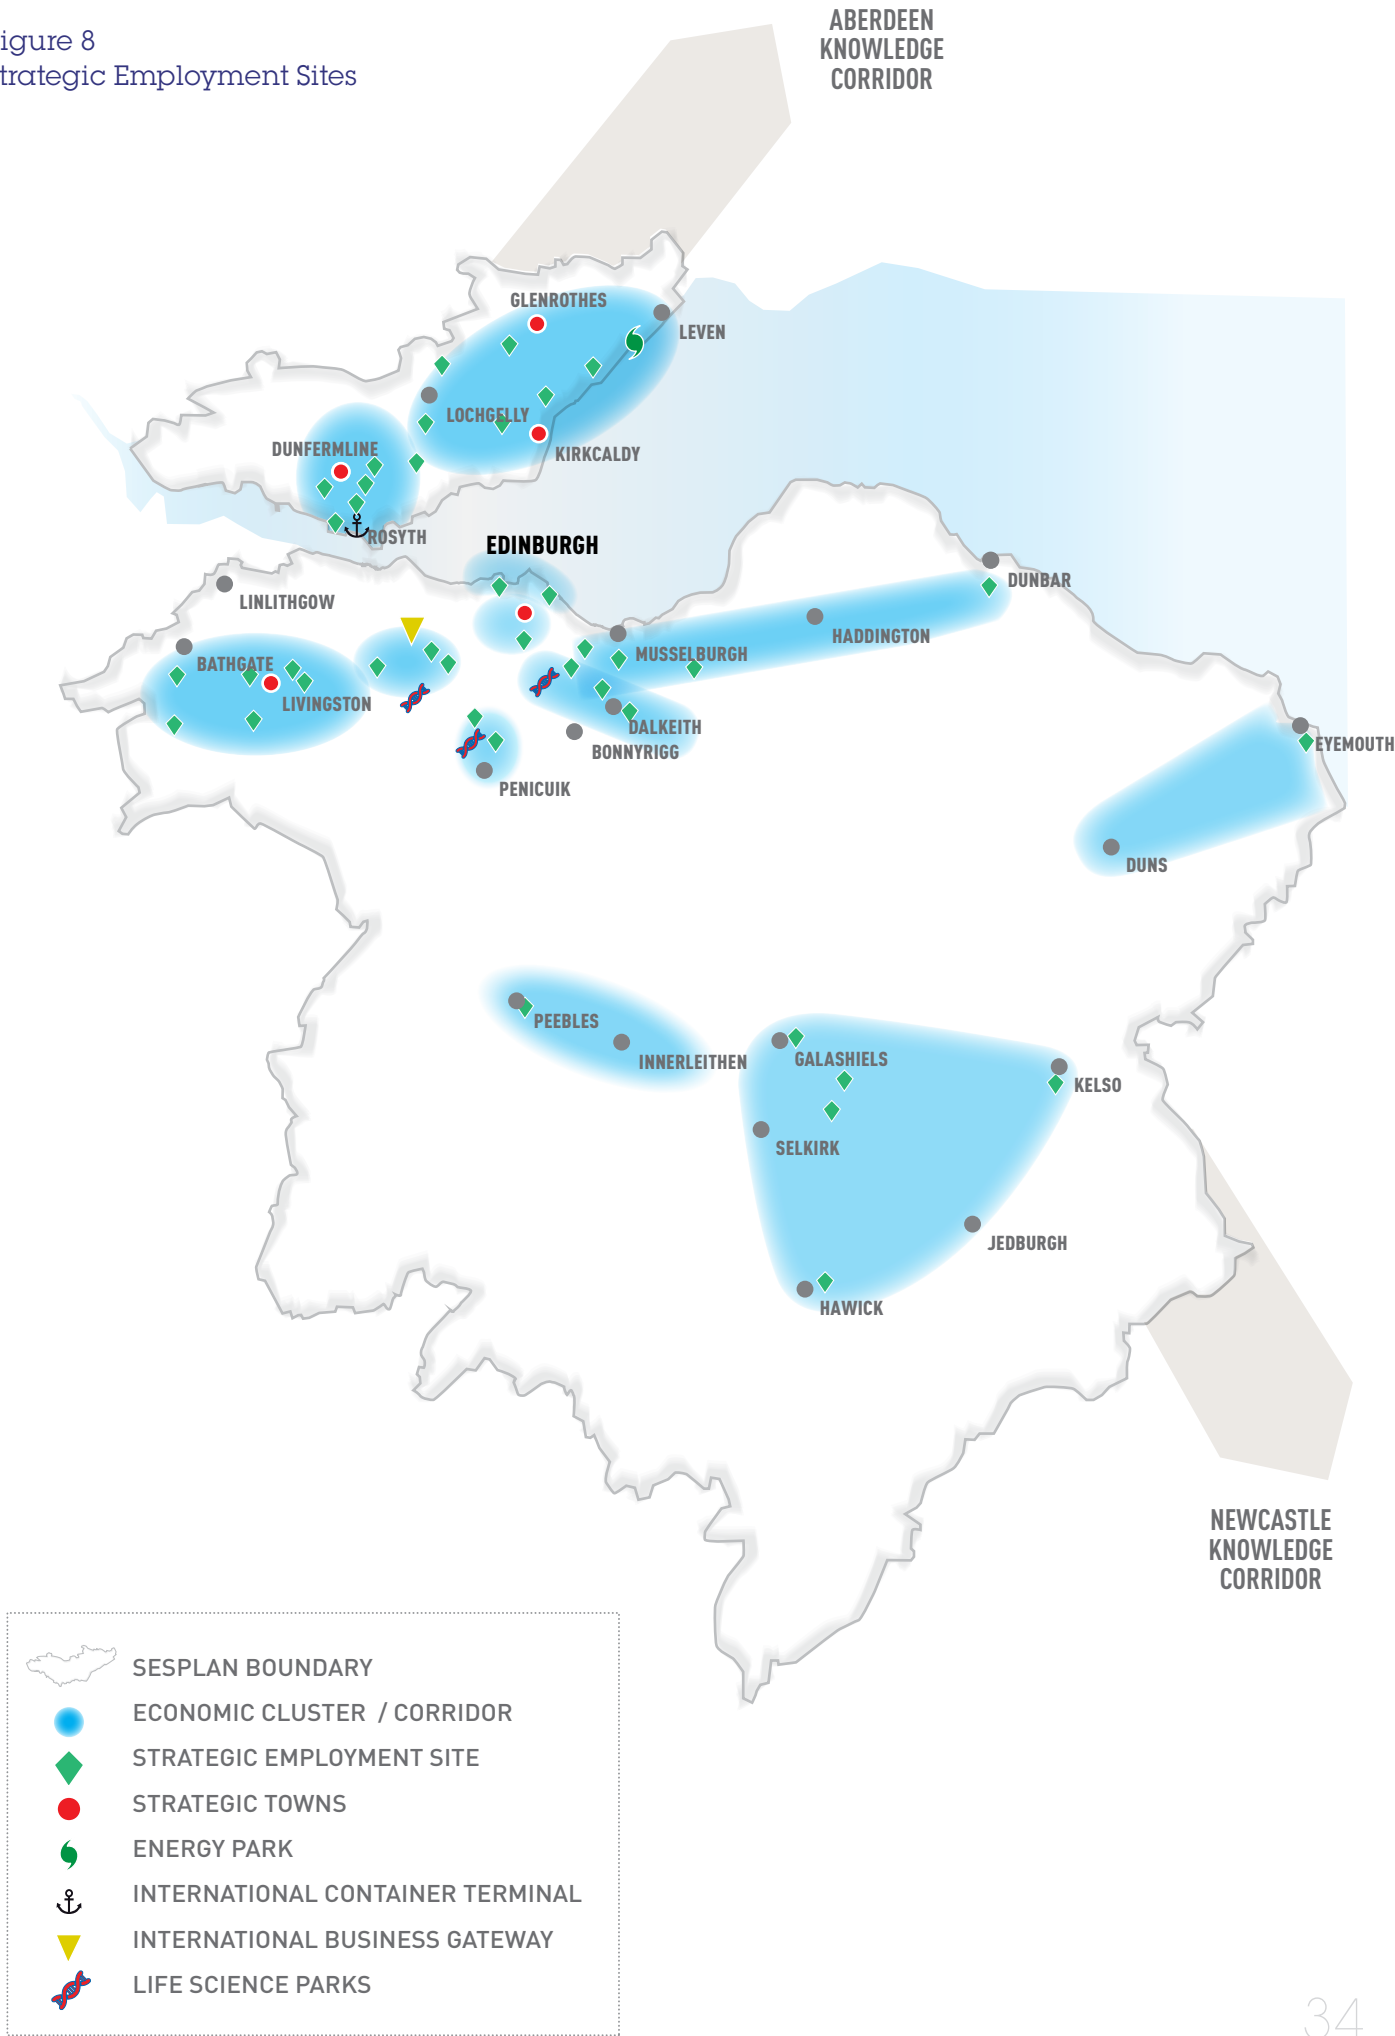 igure 8
trategic Employment Sites
ABERDEEN
KNOWLEDGE
CORRIDOR
GLENROTHES
LEVEN
LOCHGELLY
DUNFERMLINE
KIRKCALDY
ROSYTH
EDINBURGH
DUNBAR
LINLITHGOW
HADDINGTON
MUSSELBURGH
BATHGATE
LIVINGSTON
DALKEITH
BONNYRIGG
EYEMOUTH
PENICUIK
DUNS
PEEBLES
INNERLEITHEN
GALASHIELS
KELSO
SELKIRK
JEDBURGH
HAWICK
NEWCASTLE
KNOWLEDGE
CORRIDOR
SESPLAN BOUNDARY
ECONOMIC CLUSTER / CORRIDOR
STRATEGIC EMPLOYMENT SITE
STRATEGIC TOWNS
ENERGY PARK
INTERNATIONAL CONTAINER TERMINAL
INTERNATIONAL BUSINESS GATEWAY
LIFE SCIENCE PARKS
34